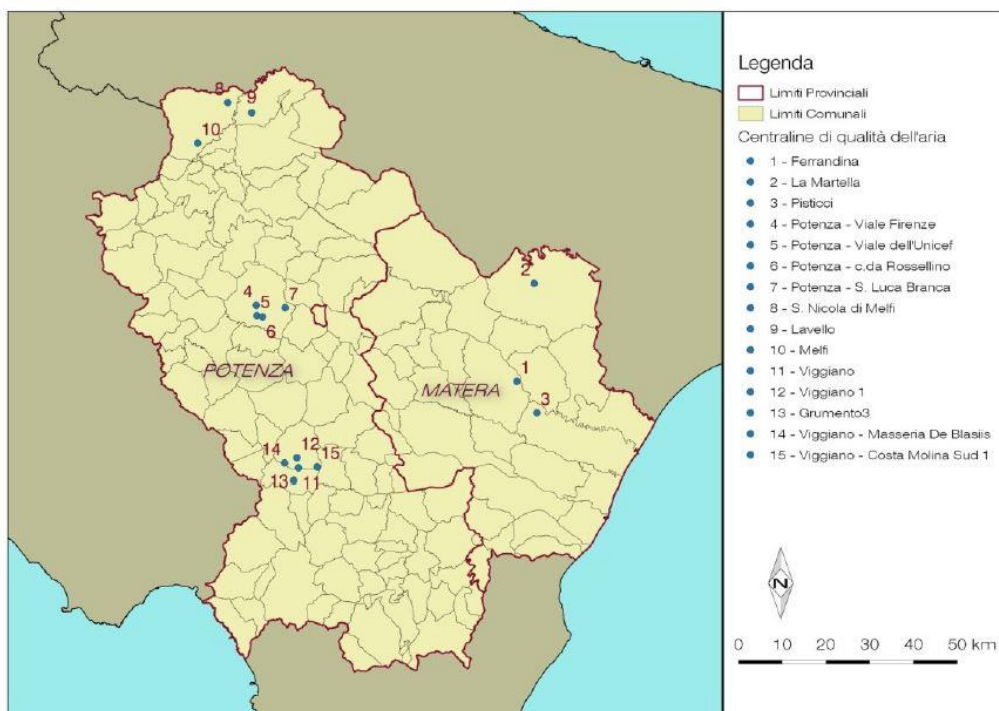 8
9
10
2
4
7
5
6
POTENZA
1
MATERA
3
12
14
15
13
11
Legenda
Limiti Provinciali
Limiti Comunali
Centraline di qualità dell'aria
1 - Ferrandina
2 - La Martella
3 - Pisticci
4 - Potenza - Viale Firenze
5 - Potenza - Viale dell'Unicef
6 - Potenza - c.da Rossellino
7 - Potenza - S. Luca Branca
8 - S. Nicola di Melfi
9 - Lavello
10 - Melfi
11 - Viggiano
12 - Viggiano 1
13 - Grumento3
14 - Viggiano - Masseria De Blasiis
15 - Viggiano - Costa Molina Sud 1
N
0 10 20 30 40 50 km